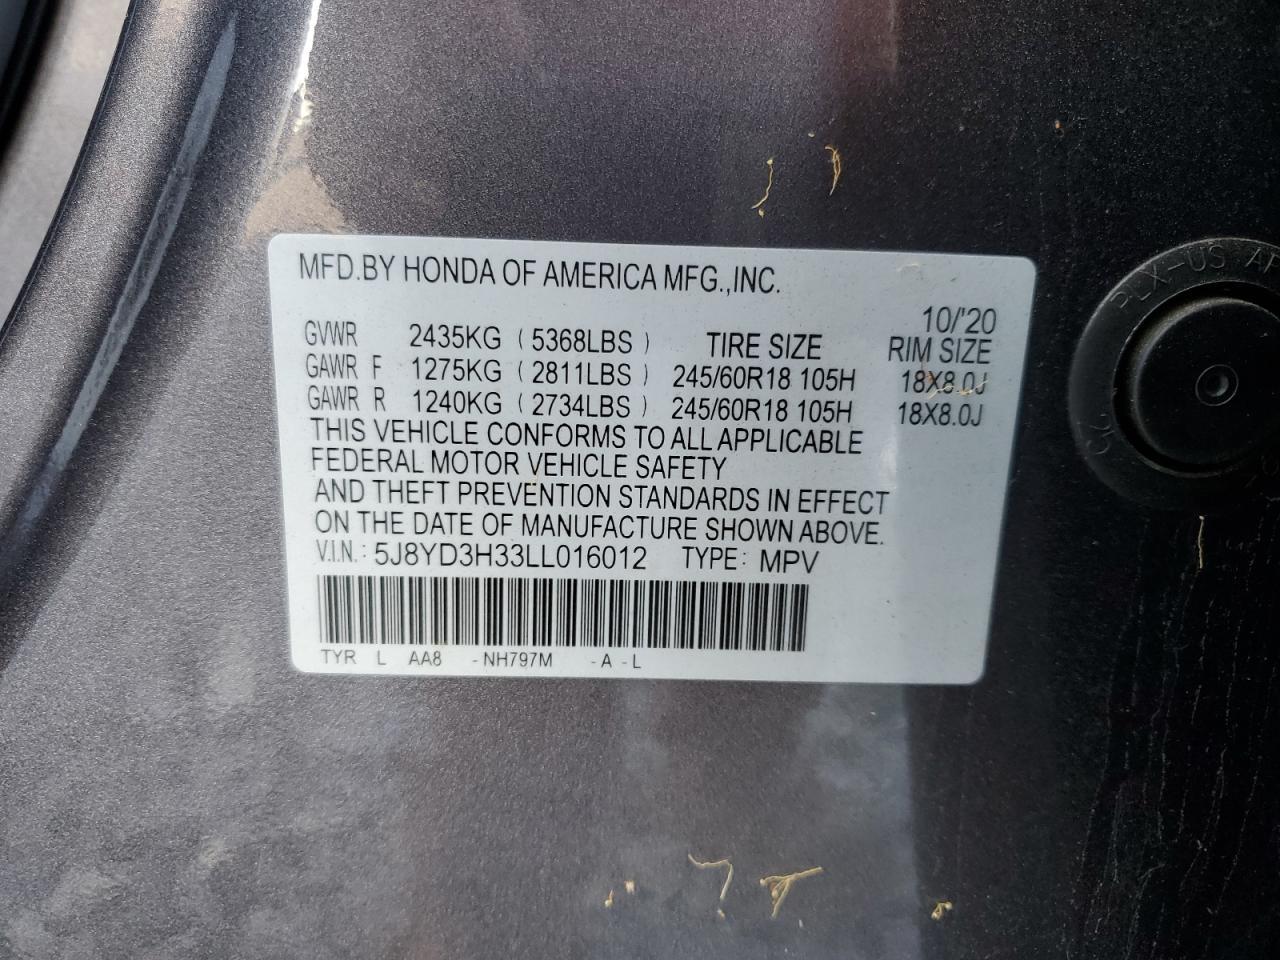 MFD.BY HONDA OF AMERICA MFG.,INC.
10/'20
GVWR 2435KG ( 5368LBS ) TIRE SIZE RIM SIZE
GAWR F 1275KG ( 2811LBS ) 245/60R18 105H 18X8.0J
GAWR R 1240KG ( 2734LBS ) 245/60R18 105H 18X8.0J
THIS VEHICLE CONFORMS TO ALL APPLICABLE
FEDERAL MOTOR VEHICLE SAFETY
AND THEFT PREVENTION STANDARDS IN EFFECT
ON THE DATE OF MANUFACTURE SHOWN ABOVE.
V.I.N.: 5J8YD3H33LL016012 TYPE: MPV
TYR L AA8 -NH797M -A -L
PLX-US